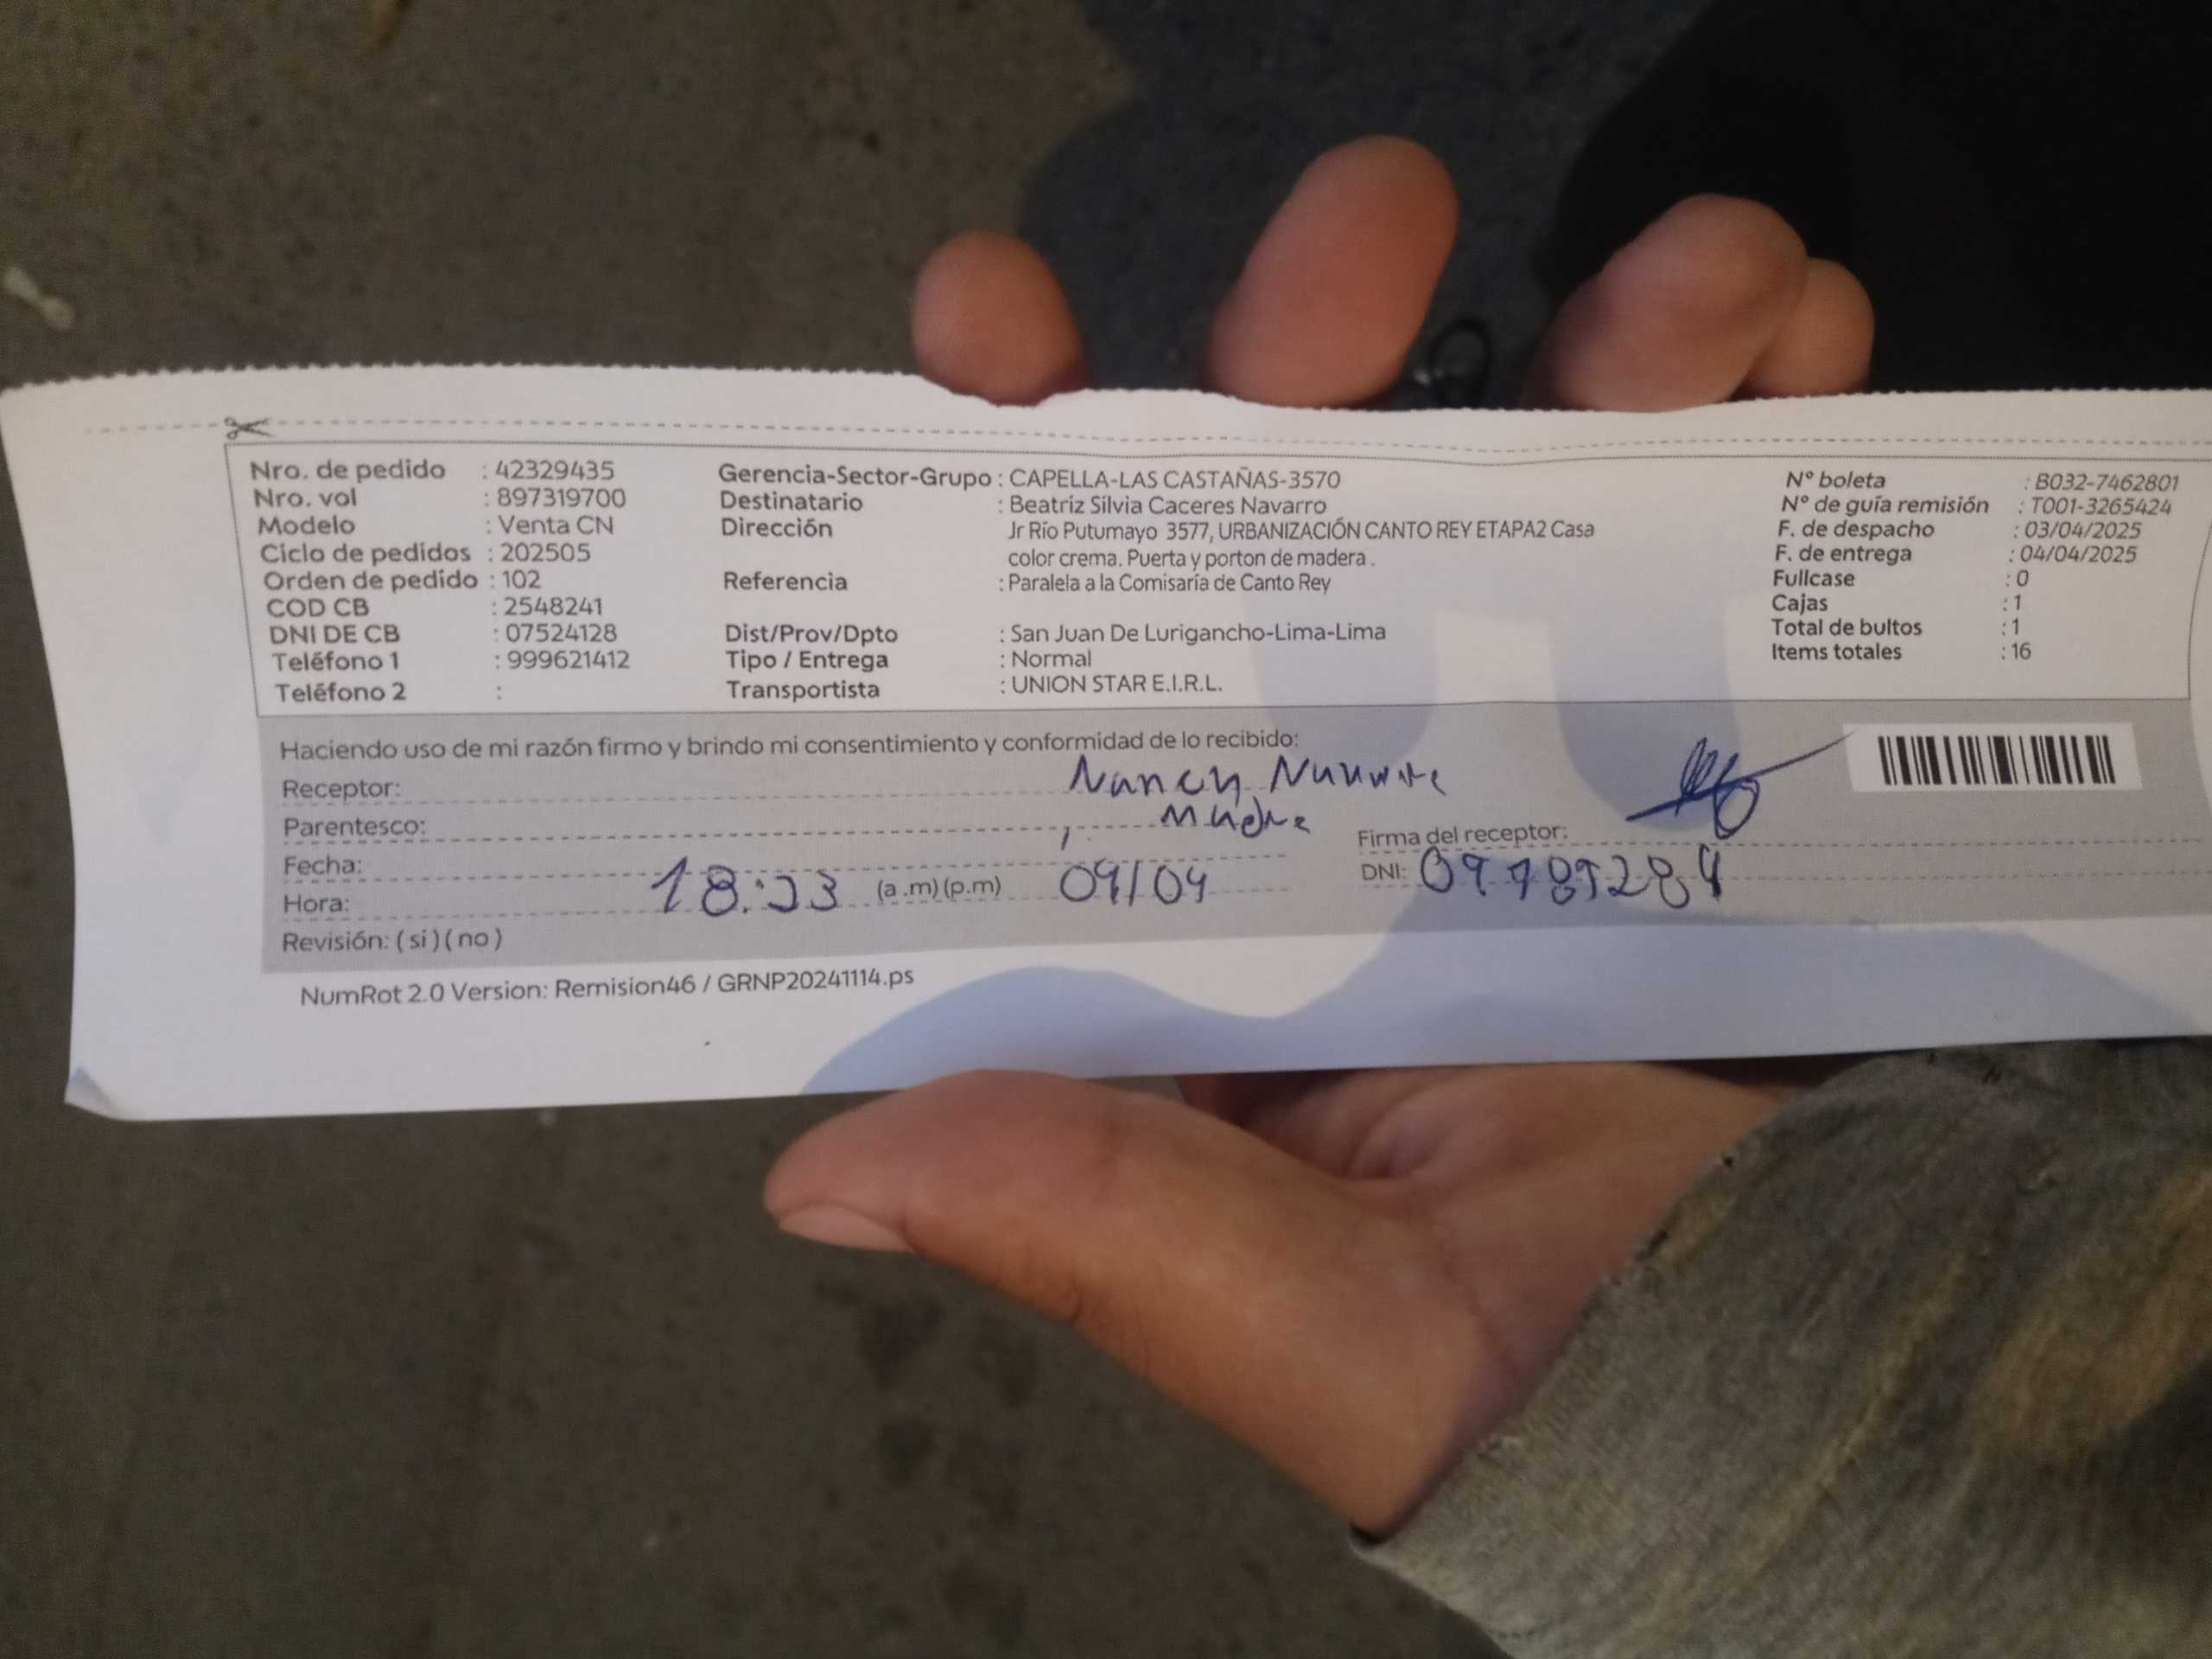 Nro. de pedido : 42329435
Nro. vol : 897319700
Modelo : Venta CN
Ciclo de pedidos : 202505
Orden de pedido : 102
COD CB : 2548241
DNI DE CB : 07524128
Teléfono 1 : 999621412
Teléfono 2 :
Gerencia-Sector-Grupo : CAPELLA-LAS CASTAÑAS-3570
Destinatario : Beatriz Silvia Caceres Navarro
Dirección Jr Río Putumayo 3577, URBANIZACIÓN CANTO REY ETAPA2 Casa
color crema. Puerta y porton de madera .
Referencia : Paralela a la Comisaría de Canto Rey
Dist/Prov/Dpto : San Juan De Lurigancho-Lima-Lima
Tipo / Entrega : Normal
Transportista : UNION STAR E.I.R.L.
N° boleta : B032-7462801
N° de guía remisión : T001-3265424
F. de despacho : 03/04/2025
F. de entrega : 04/04/2025
Fullcase : 0
Cajas : 1
Total de bultos : 1
Items totales : 16
Haciendo uso de mi razón firmo y brindo mi consentimiento y conformidad de lo recibido:
Receptor: Nancy
Parentesco: Madre
Firma del receptor:
Fecha:
DNI:
Hora: (a .m) (p.m) 04/04
Revisión: ( si ) ( no )
NumRot 2.0 Version: Remision46 / GRNP20241114.ps